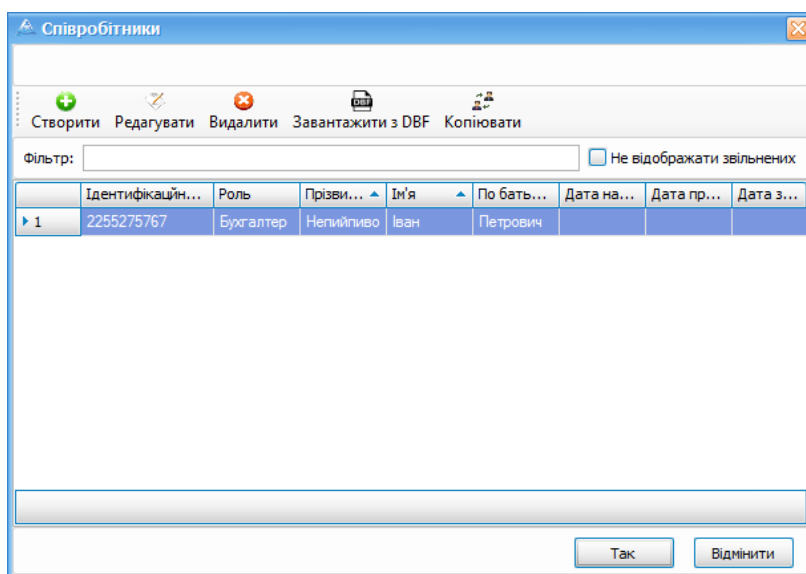 Співробітники
Створити Редагувати Видалити Завантажити з DBF Копіювати
Фільтр: Не відображати звільнених
Ідентифікаційн... Роль Прізви... Ім'я По бать... Дата на... Дата пр... Дата з...
1 2255275767 Бухгалтер Непийпиво Іван Петрович
Так Відмінити